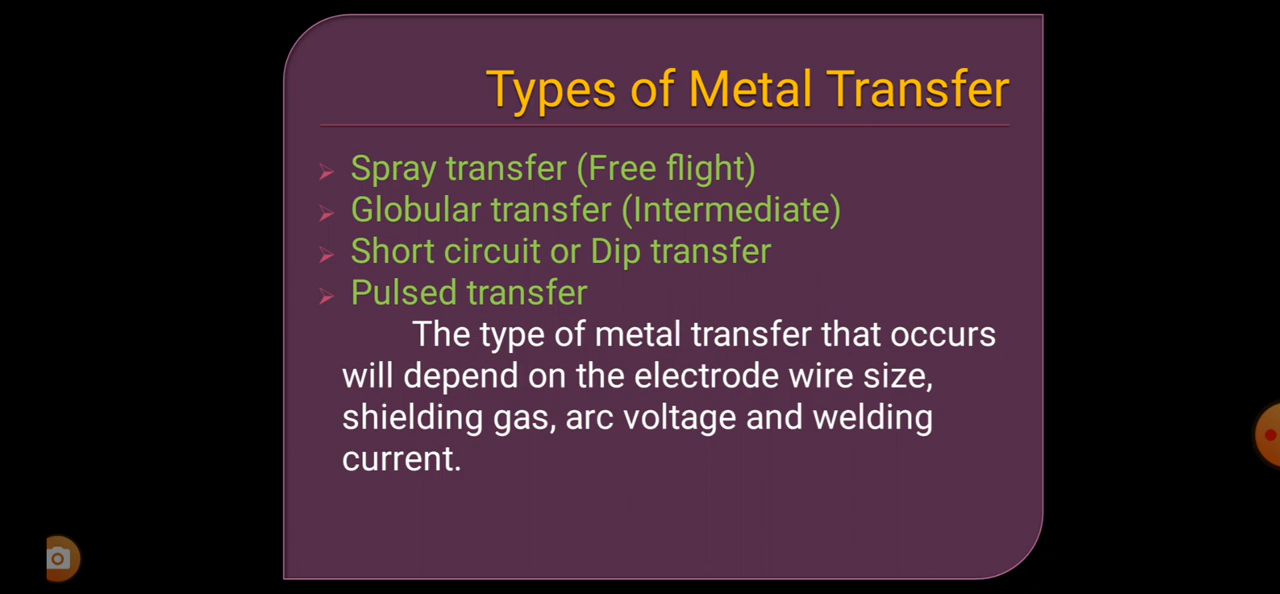 Types of Metal Transfer
Spray transfer (Free flight)
Globular transfer (Intermediate)
Short circuit or Dip transfer
Pulsed transfer
The type of metal transfer that occurs
will depend on the electrode wire size,
shielding gas, arc voltage and welding
current.